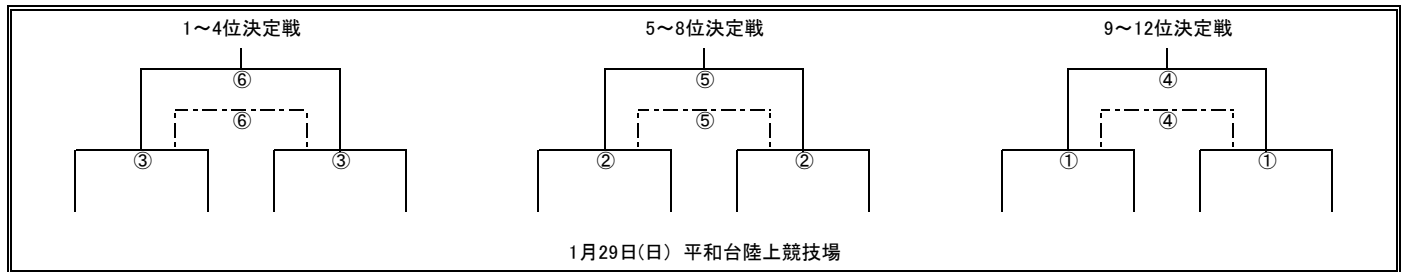 1～4位決定戦 5～8位決定戦 9～12位決定戦
⑥ ⑤ ④
⑥ ⑤ ④
③ ③ ② ② ① ①
1月29日(日) 平和台陸上競技場